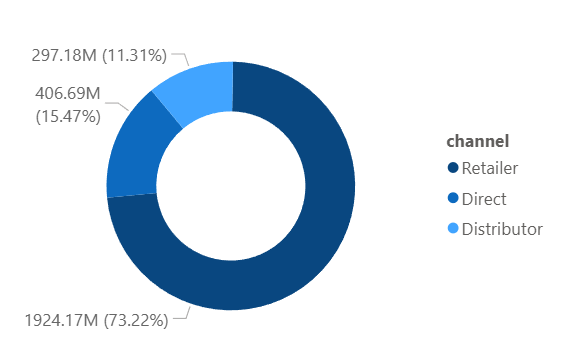 297.18M (11.31%)
406.69M
(15.47%)
1924.17M (73.22%)
channel
Retailer
Direct
Distributor